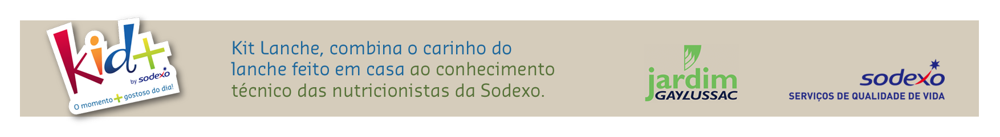 kid+
by sodexo
O momento + gostoso do dia!
Kit Lanche, combina o carinho do
lanche feito em casa ao conhecimento
técnico das nutricionistas da Sodexo.
jardim
GAYLUSSAC
sodexo
SERVIÇOS DE QUALIDADE DE VIDA